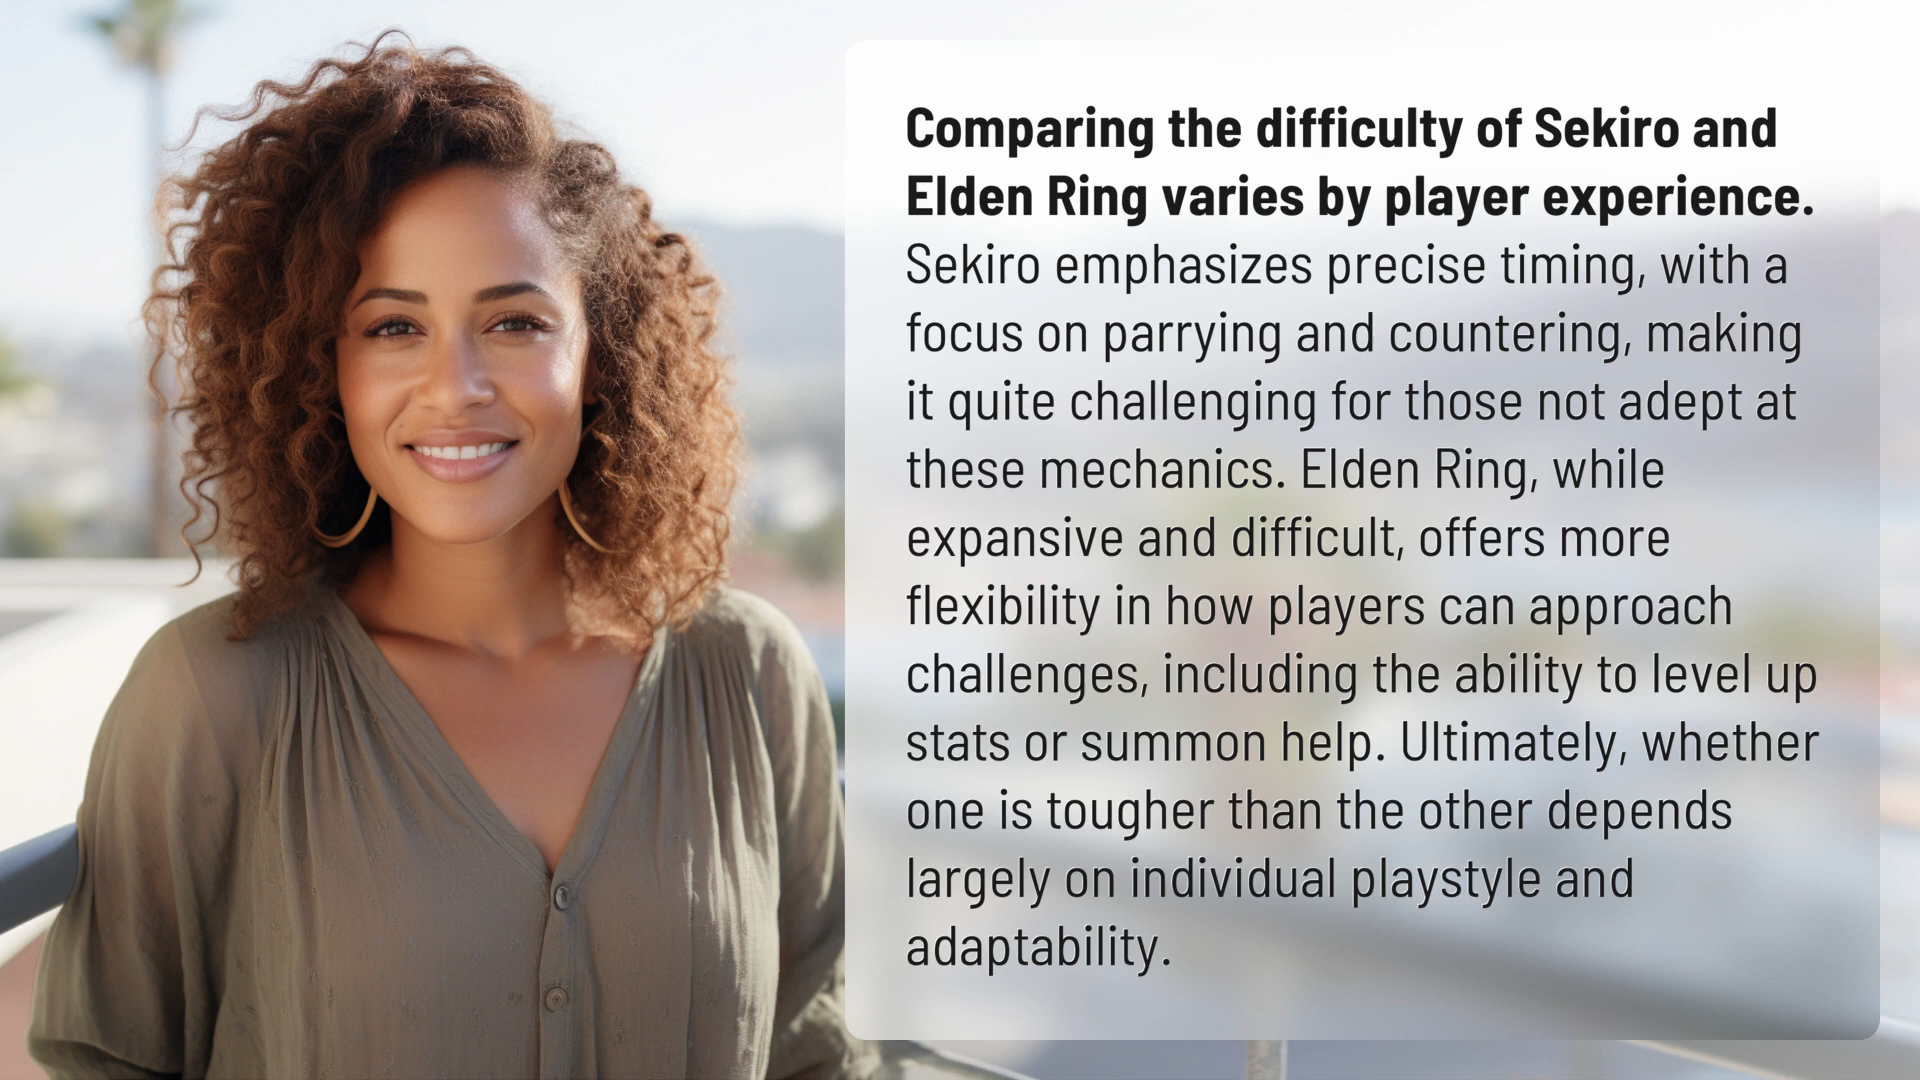 Comparing the difficulty of Sekiro and
Elden Ring varies by player experience.
Sekiro emphasizes precise timing, with a
focus on parrying and countering, making
it quite challenging for those not adept at
these mechanics. Elden Ring, while
expansive and difficult, offers more
flexibility in how players can approach
challenges, including the ability to level up
stats or summon help. Ultimately, whether
one is tougher than the other depends
largely on individual playstyle and
adaptability.